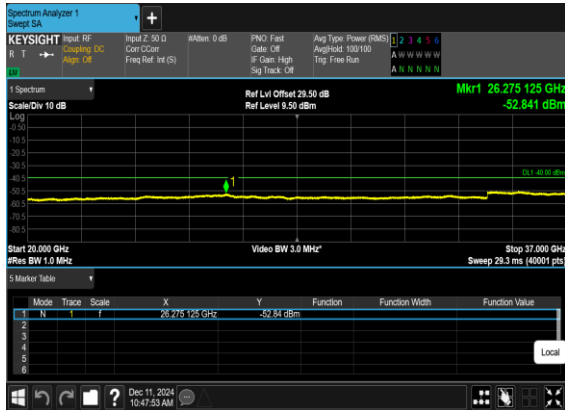 Spectrum Analyzer 1
Swept SA
+
KEYSIGHT Input: RF Input Z: 50 Ω #Atten: 0 dB PNO: Fast Avg Type: Power (RMS) 1 2 3 4 5 6
R T Coupling: DC Corr CCorr Gate: Off Avg|Hold: 100/100 A W W W W W
Align: Off Freq Ref: Int (S) IF Gain: High Trig: Free Run
Sig Track: Off A N N N N N
1 Spectrum
Ref Lvl Offset 29.50 dB Mkr1 26.275 125 GHz
Scale/Div 10 dB Ref Level 9.50 dBm -52.841 dBm
Log
-0.50
-10.5
-20.5
-30.5
-40.5 DL1 -40.00 dBm
-50.5 1
-60.5
-70.5
-80.5
Start 20.000 GHz Video BW 3.0 MHz* Stop 37.000 GHz
#Res BW 1.0 MHz Sweep 29.3 ms (40001 pts)
5 Marker Table
Mode Trace Scale X Y Function Function Width Function Value
1 N 1 f 26.275 125 GHz -52.84 dBm
2
3
4
5
6
Local
? Dec 11, 2024
10:47:53 AM